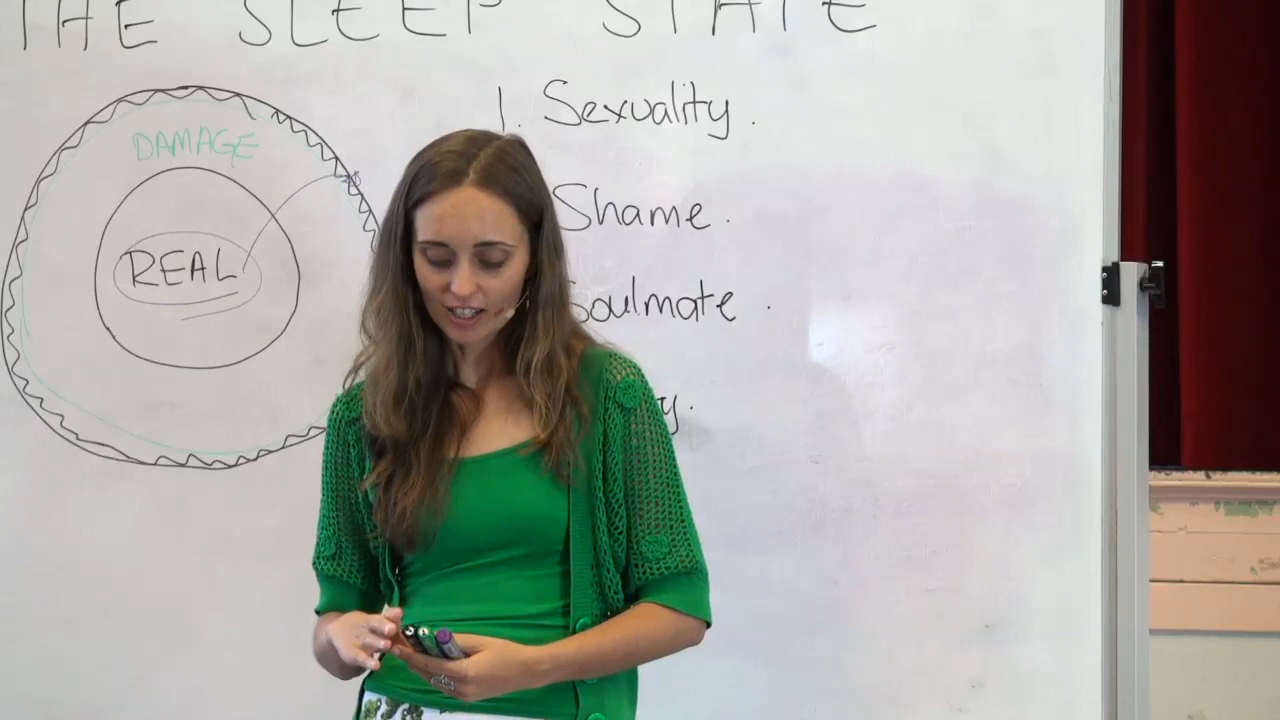 THE SLEEP STATE
1. Sexuality.
DAMAGE
Shame.
REAL
Soulmate.